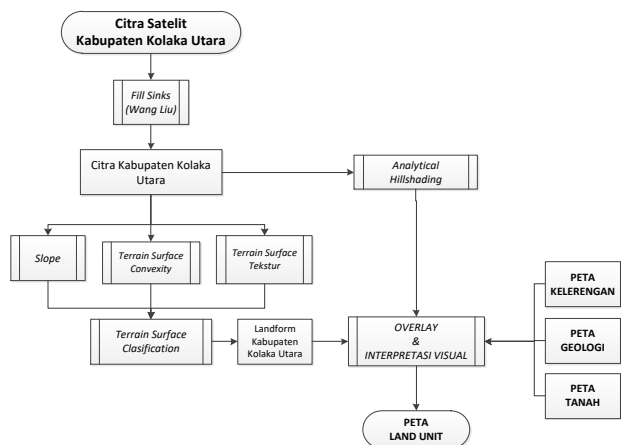 Citra Satelit
Kabupaten Kolaka Utara
Fill Sinks
(Wang Liu)
Citra Kabupaten Kolaka
Utara
Analytical
Hillshading
Slope
Terrain Surface
Convexity
Terrain Surface
Tekstur
PETA
KELERENGAN
Terrain Surface
Clasification
Landform
Kabupaten
Kolaka Utara
OVERLAY
&
INTERPRETASI VISUAL
PETA
GEOLOGI
PETA
TANAH
PETA
LAND UNIT